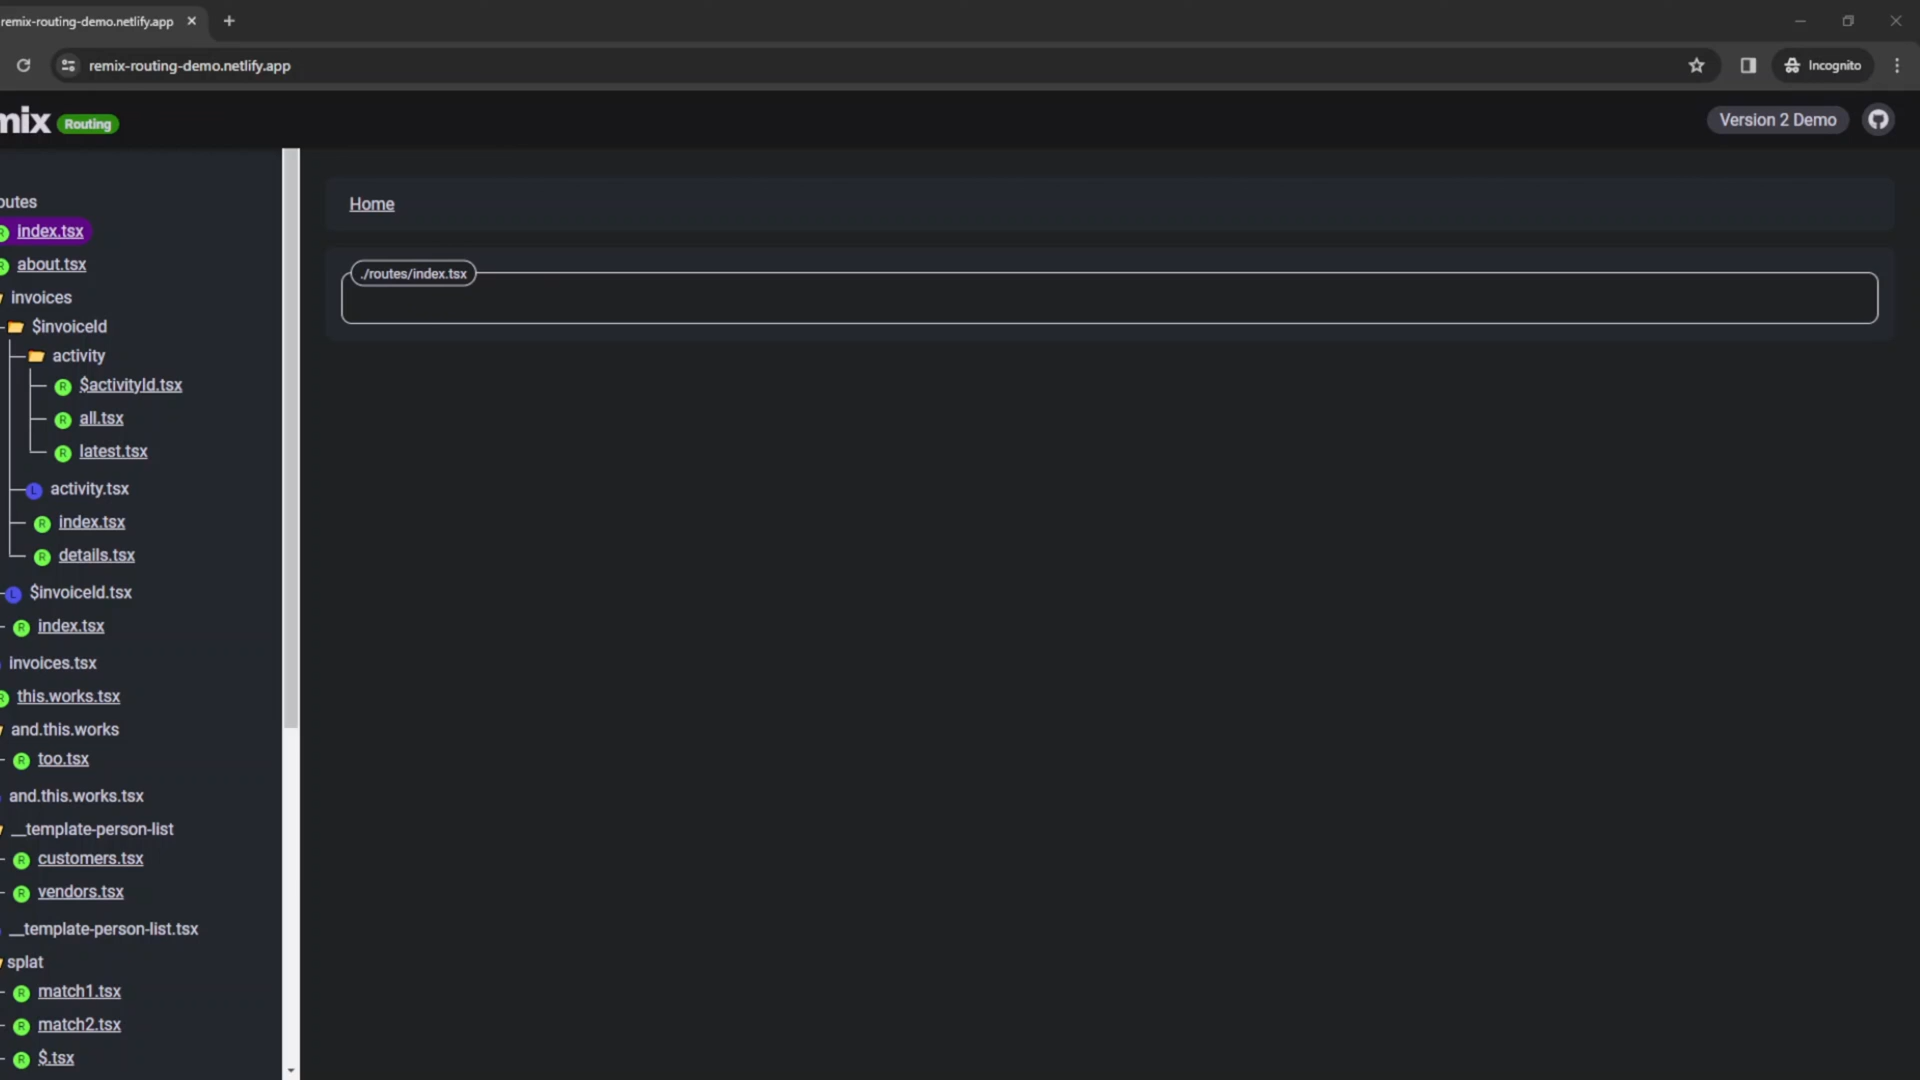 remix-routing-demo.netlify.app
remix-routing-demo.netlify.app
Incognito
mix Routing
Version 2 Demo
outes
R index.tsx
R about.tsx
invoices
$invoiceId
activity
R $activityId.tsx
R all.tsx
R latest.tsx
L activity.tsx
R index.tsx
R details.tsx
L $invoiceId.tsx
R index.tsx
invoices.tsx
R this.works.tsx
and.this.works
R too.tsx
and.this.works.tsx
__template-person-list
R customers.tsx
R vendors.tsx
__template-person-list.tsx
splat
R match1.tsx
R match2.tsx
R $.tsx
Home
./routes/index.tsx